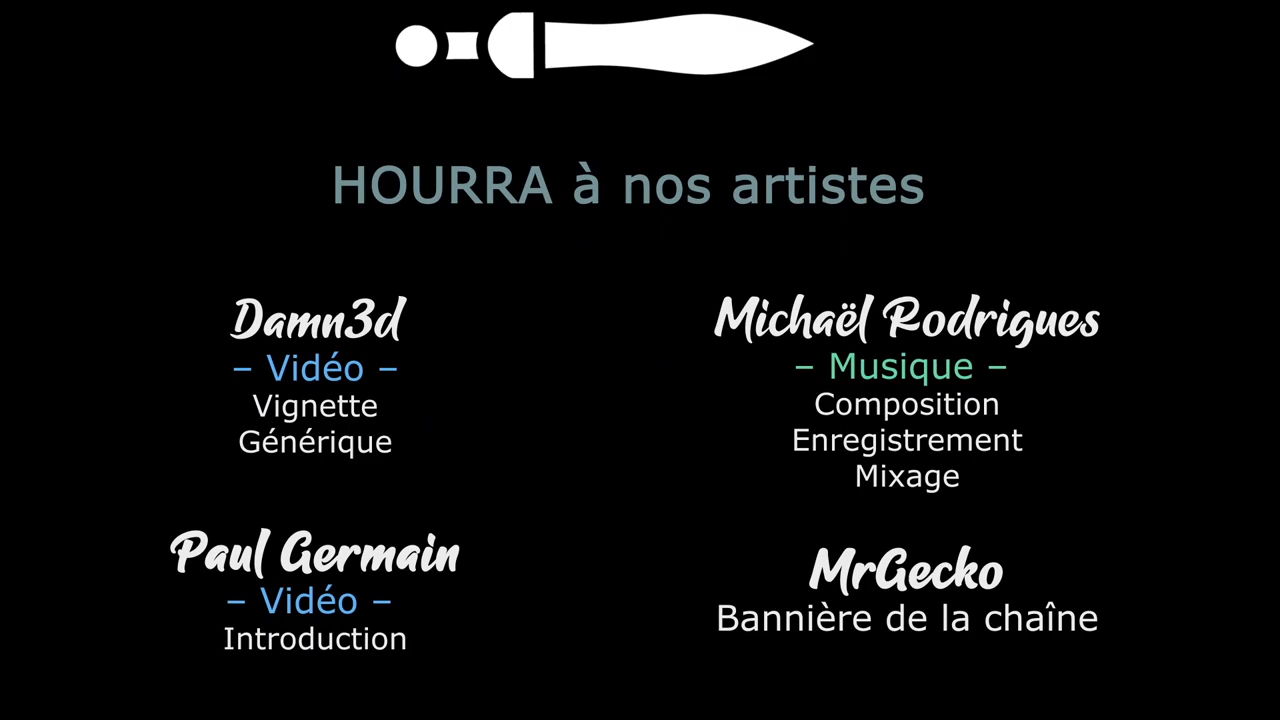 HOURRA à nos artistes
Damn3d
– Vidéo –
Vignette
Générique
Michaël Rodrigues
– Musique –
Composition
Enregistrement
Mixage
Paul Germain
– Vidéo –
Introduction
MrGecko
Bannière de la chaîne